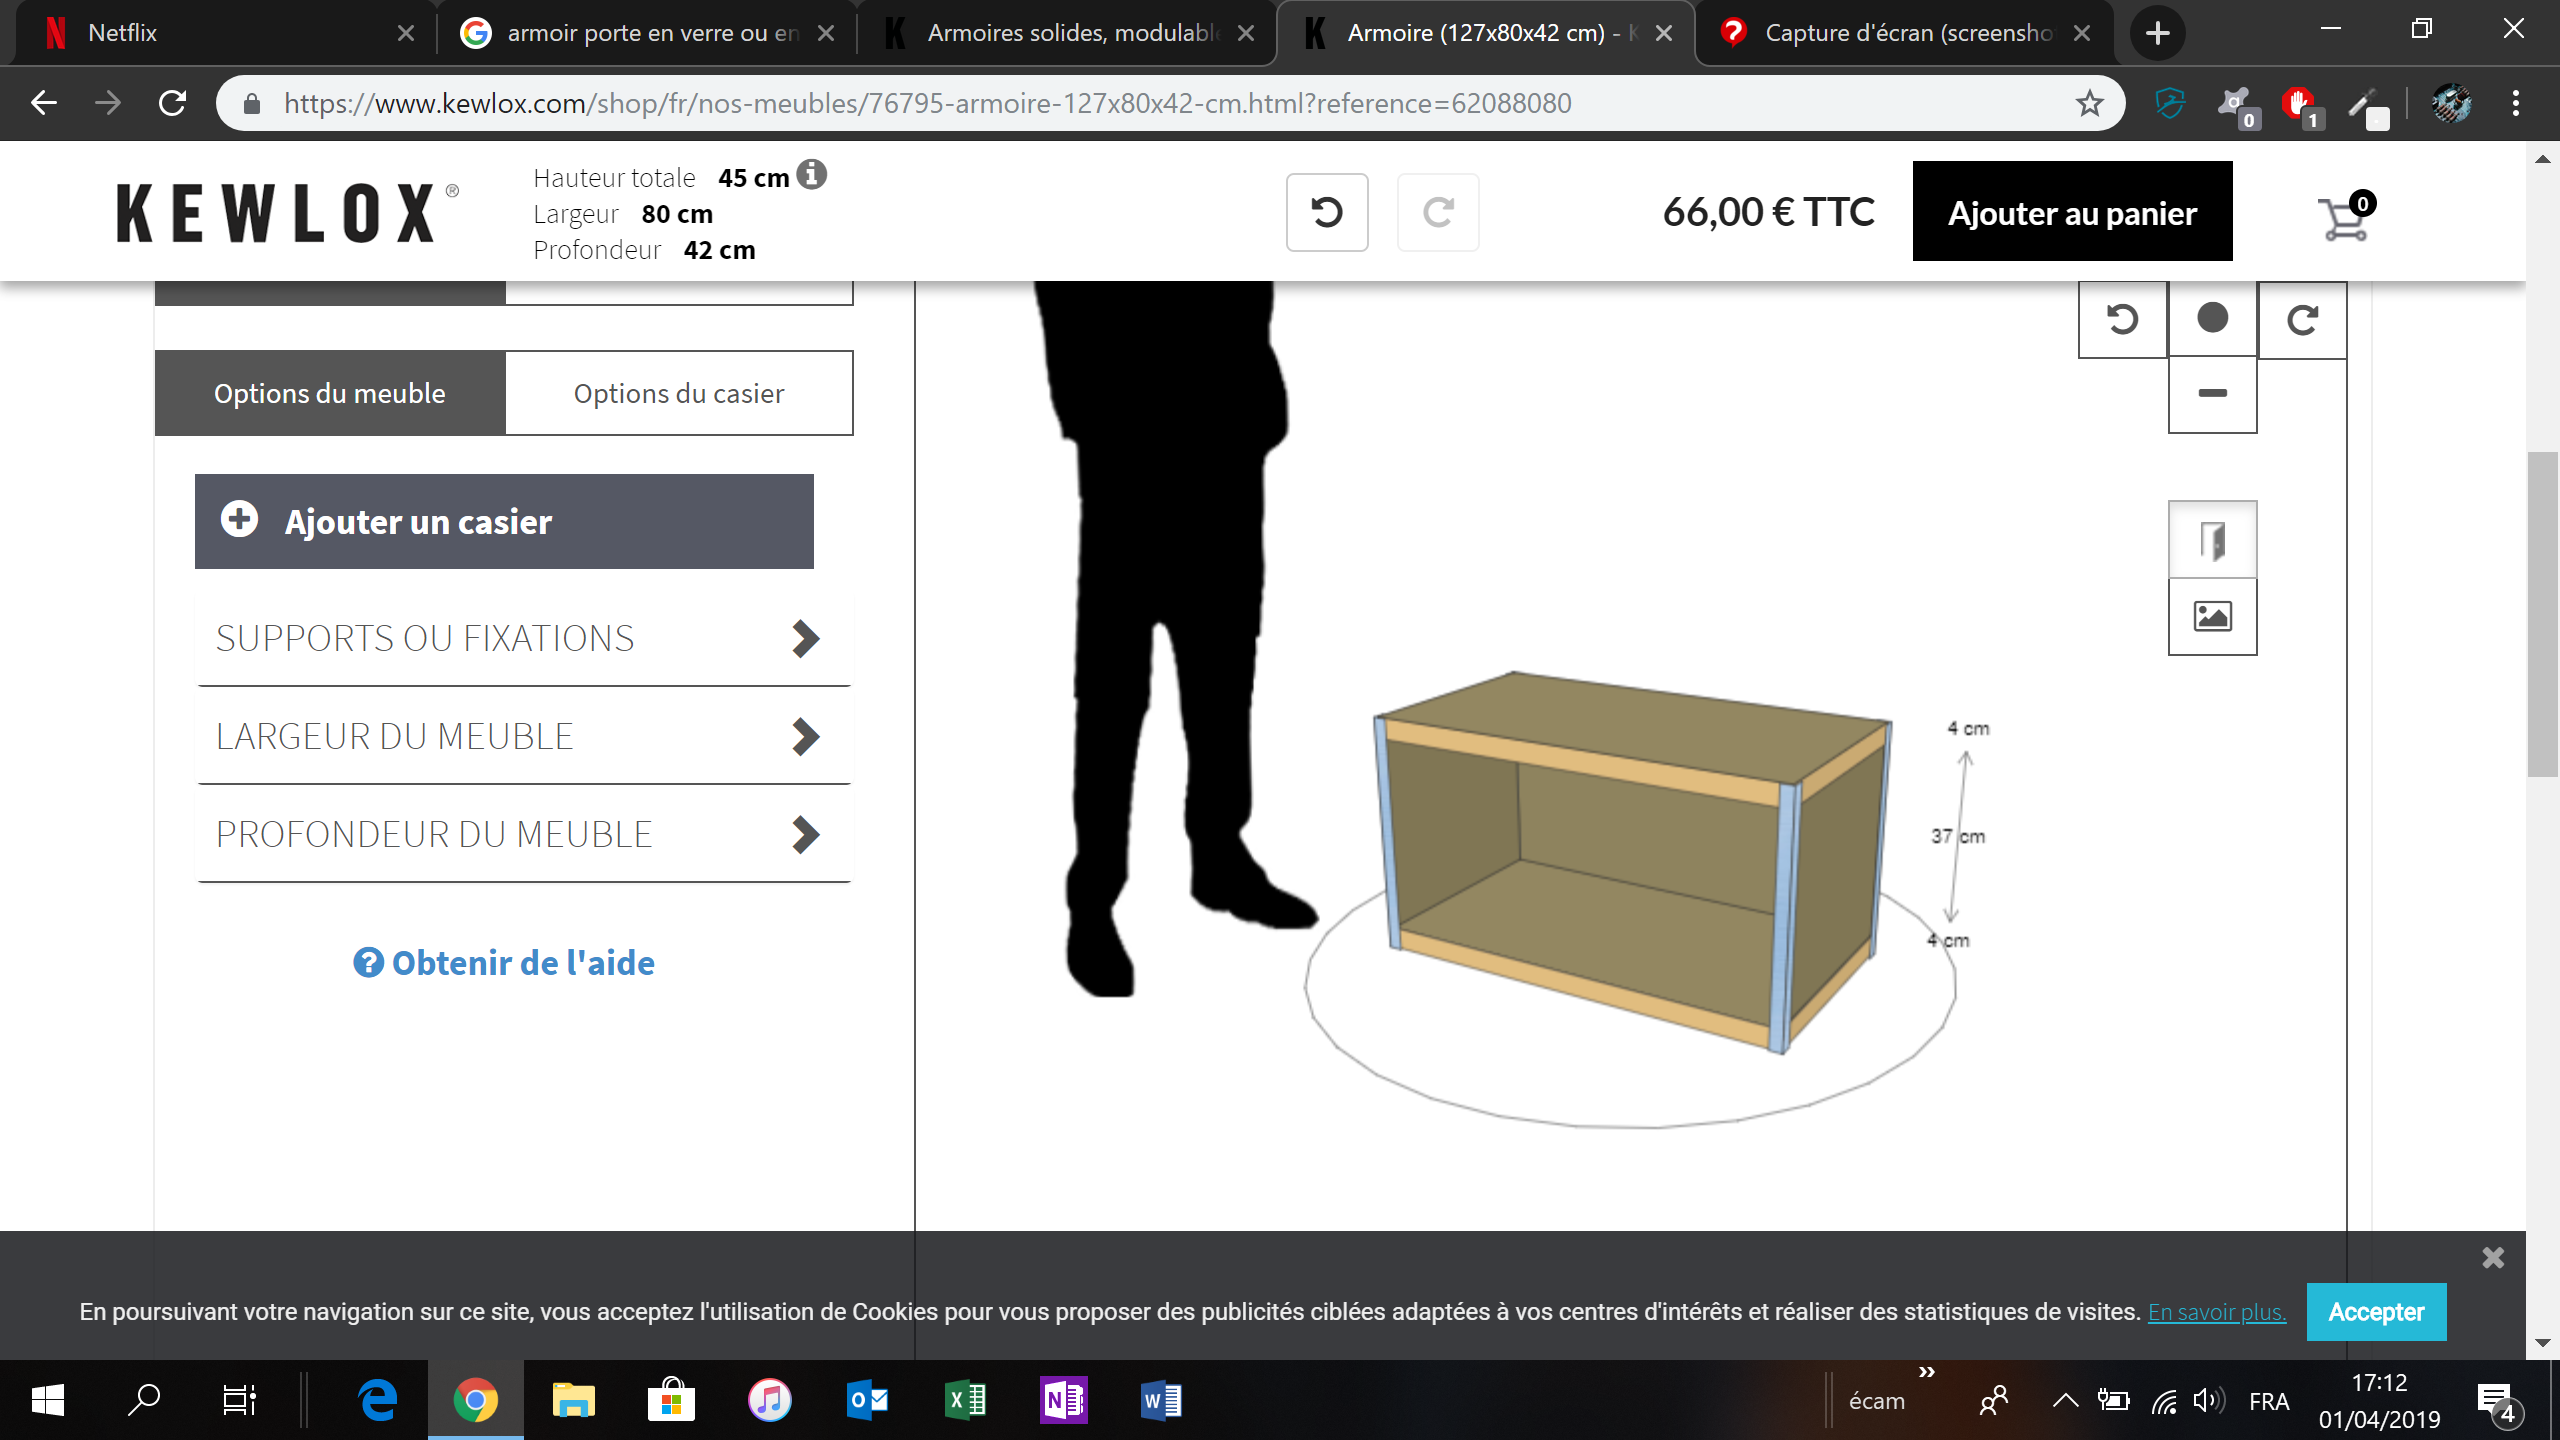 Netflix
armoir porte en verre ou en
Armoires solides, modulable
Armoire (127x80x42 cm) - K
Capture d'écran (screensho
https://www.kewlox.com/shop/fr/nos-meubles/76795-armoire-127x80x42-cm.html?reference=62088080
0
1
KEWLOX®
Hauteur totale 45 cm
Largeur 80 cm
Profondeur 42 cm
66,00 € TTC
Ajouter au panier
0
Options du meuble
Options du casier
Ajouter un casier
SUPPORTS OU FIXATIONS
LARGEUR DU MEUBLE
PROFONDEUR DU MEUBLE
Obtenir de l'aide
4 cm
37 cm
4 cm
En poursuivant votre navigation sur ce site, vous acceptez l'utilisation de Cookies pour vous proposer des publicités ciblées adaptées à vos centres d'intérêts et réaliser des statistiques de visites. En savoir plus.
Accepter
écam
FRA
17:12
01/04/2019
4